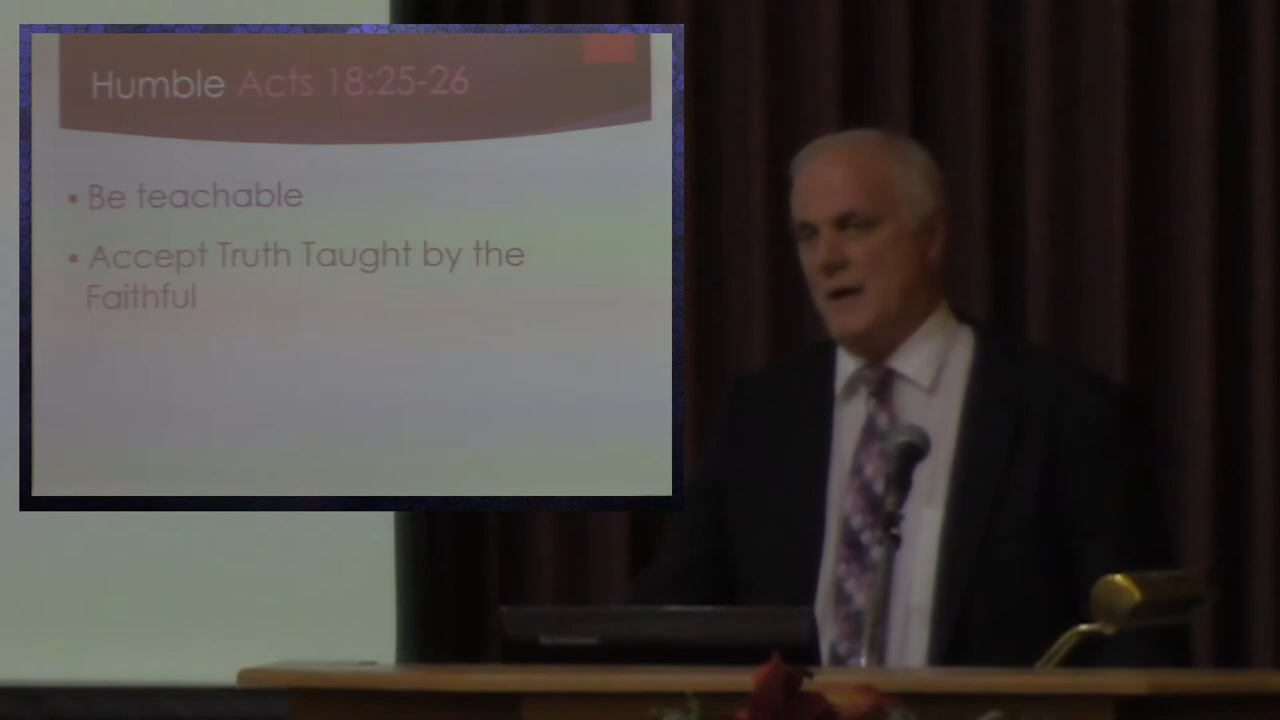 Humble Acts 18:25-26
▪ Be teachable
▪ Accept Truth Taught by the
Faithful